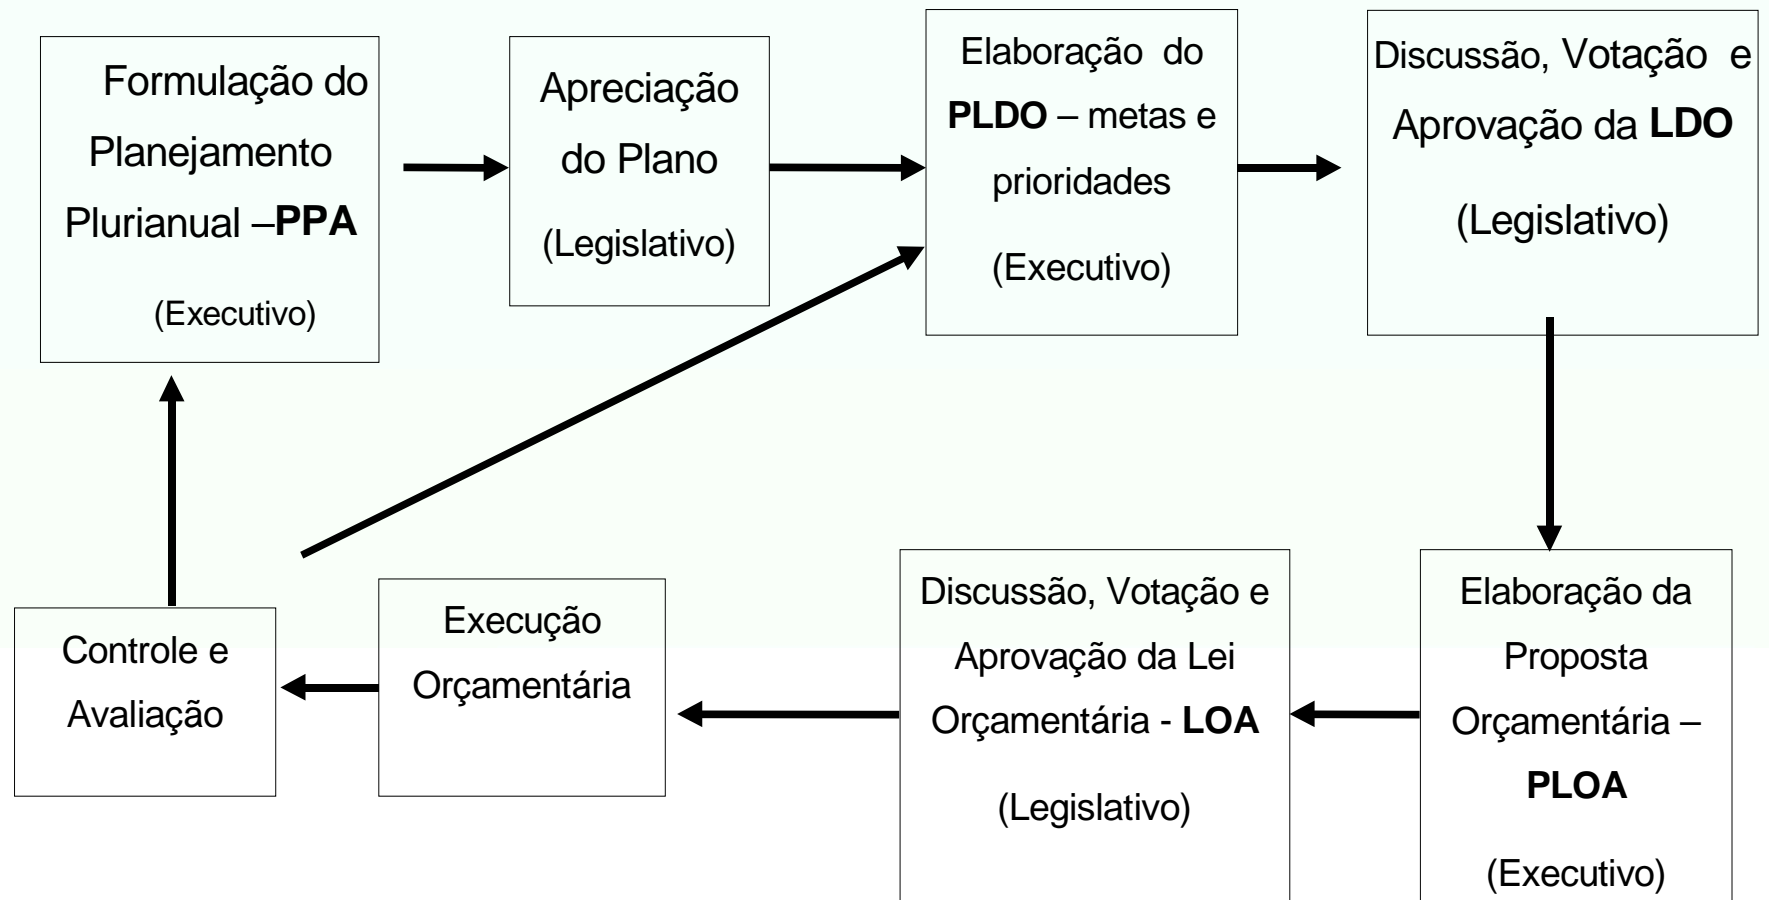 Formulação do
Planejamento
Plurianual –PPA
(Executivo)
Apreciação
do Plano
(Legislativo)
Elaboração do
PLDO – metas e
prioridades
(Executivo)
Discussão, Votação e
Aprovação da LDO
(Legislativo)
Controle e
Avaliação
Execução
Orçamentária
Discussão, Votação e
Aprovação da Lei
Orçamentária - LOA
(Legislativo)
Elaboração da
Proposta
Orçamentária –
PLOA
(Executivo)